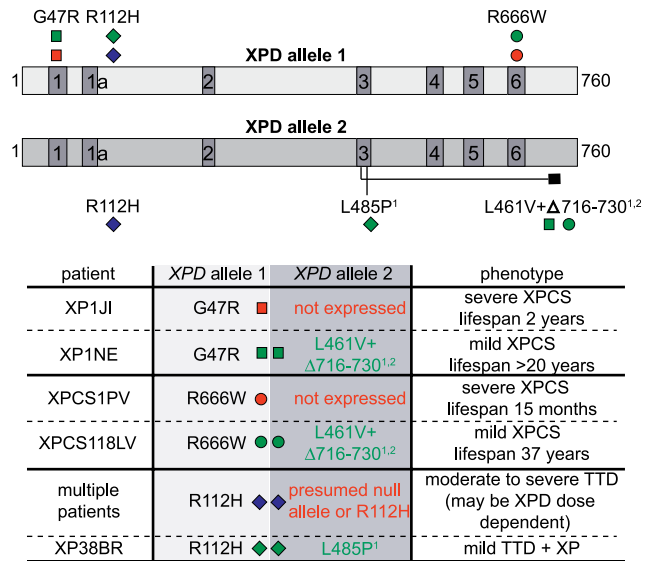 G47R R112H R666W
XPD allele 1
1 1 1a 2 3 4 5 6 760
XPD allele 2
1 1 1a 2 3 4 5 6 760
R112H L485P¹ L461V+Δ716-730¹,²
patient XPD allele 1 XPD allele 2 phenotype
XP1JI G47R not expressed severe XPCS
lifespan 2 years
XP1NE G47R L461V+ mild XPCS
Δ716-730¹,² lifespan >20 years
XPCS1PV R666W not expressed severe XPCS
lifespan 15 months
XPCS118LV R666W L461V+ mild XPCS
Δ716-730¹,² lifespan 37 years
multiple R112H presumed null moderate to severe TTD
patients allele or R112H (may be XPD dose
dependent)
XP38BR R112H L485P¹ mild TTD + XP